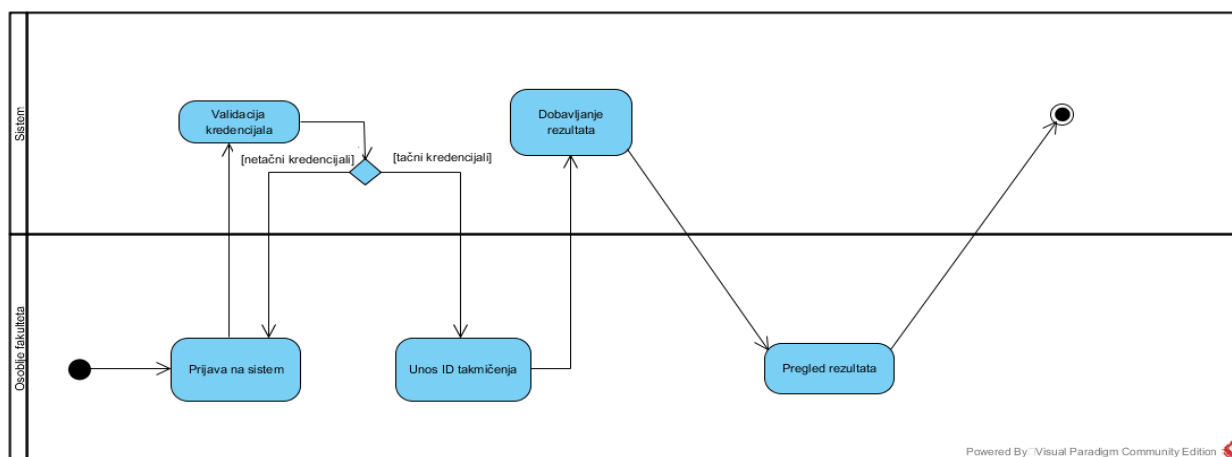 Sistem
Validacija
kredencijala
Dobavljanje
rezultata
[netačni kredencijali]
[tačni kredencijali]
Osoblje fakulteta
Prijava na sistem
Unos ID takmičenja
Pregled rezultata
Powered By Visual Paradigm Community Edition